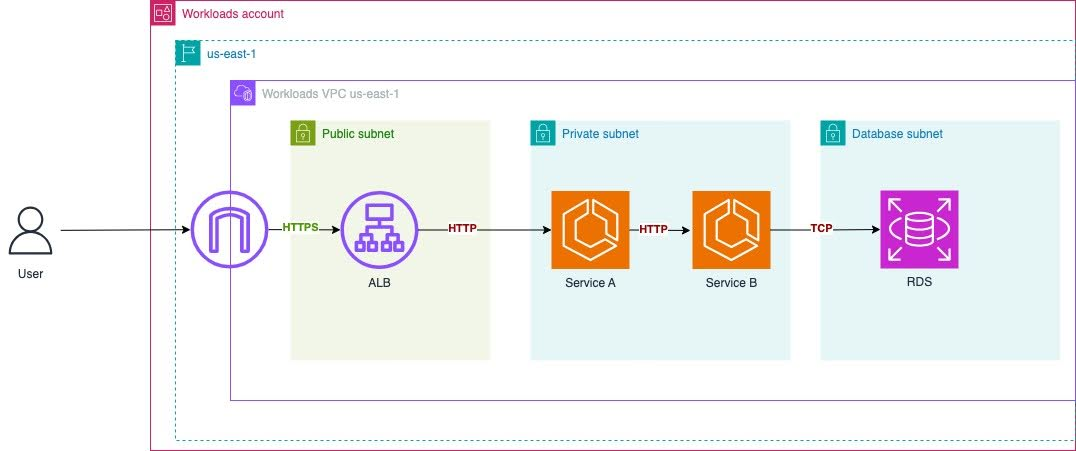 Workloads account
us-east-1
Workloads VPC us-east-1
Public subnet
Private subnet
Database subnet
HTTPS
HTTP
HTTP
TCP
User
ALB
Service A
Service B
RDS